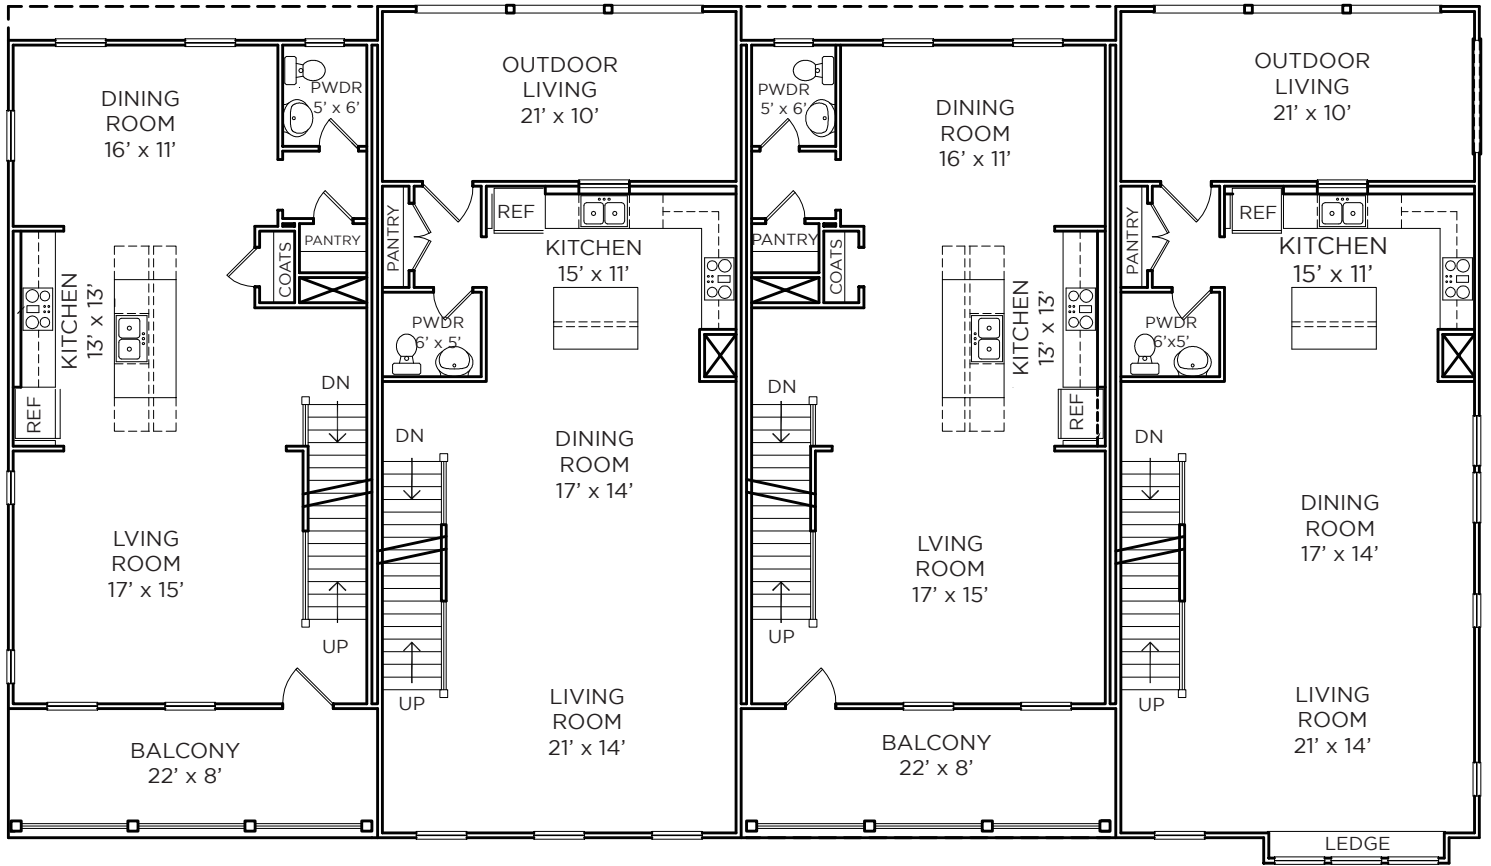 DINING
ROOM
16' x 11'
PWDR
5' x 6'
PANTRY
COATS
KITCHEN
13' x 13'
REF
DN
UP
LVING
ROOM
17' x 15'
BALCONY
22' x 8'
OUTDOOR
LIVING
21' x 10'
PANTRY
REF
KITCHEN
15' x 11'
PWDR
6' x 5'
DN
DINING
ROOM
17' x 14'
UP
LIVING
ROOM
21' x 14'
PWDR
5' x 6'
DINING
ROOM
16' x 11'
PANTRY
COATS
KITCHEN
13' x 13'
REF
DN
UP
LVING
ROOM
17' x 15'
BALCONY
22' x 8'
OUTDOOR
LIVING
21' x 10'
PANTRY
REF
KITCHEN
15' x 11'
PWDR
6'x5'
DN
DINING
ROOM
17' x 14'
UP
LIVING
ROOM
21' x 14'
LEDGE